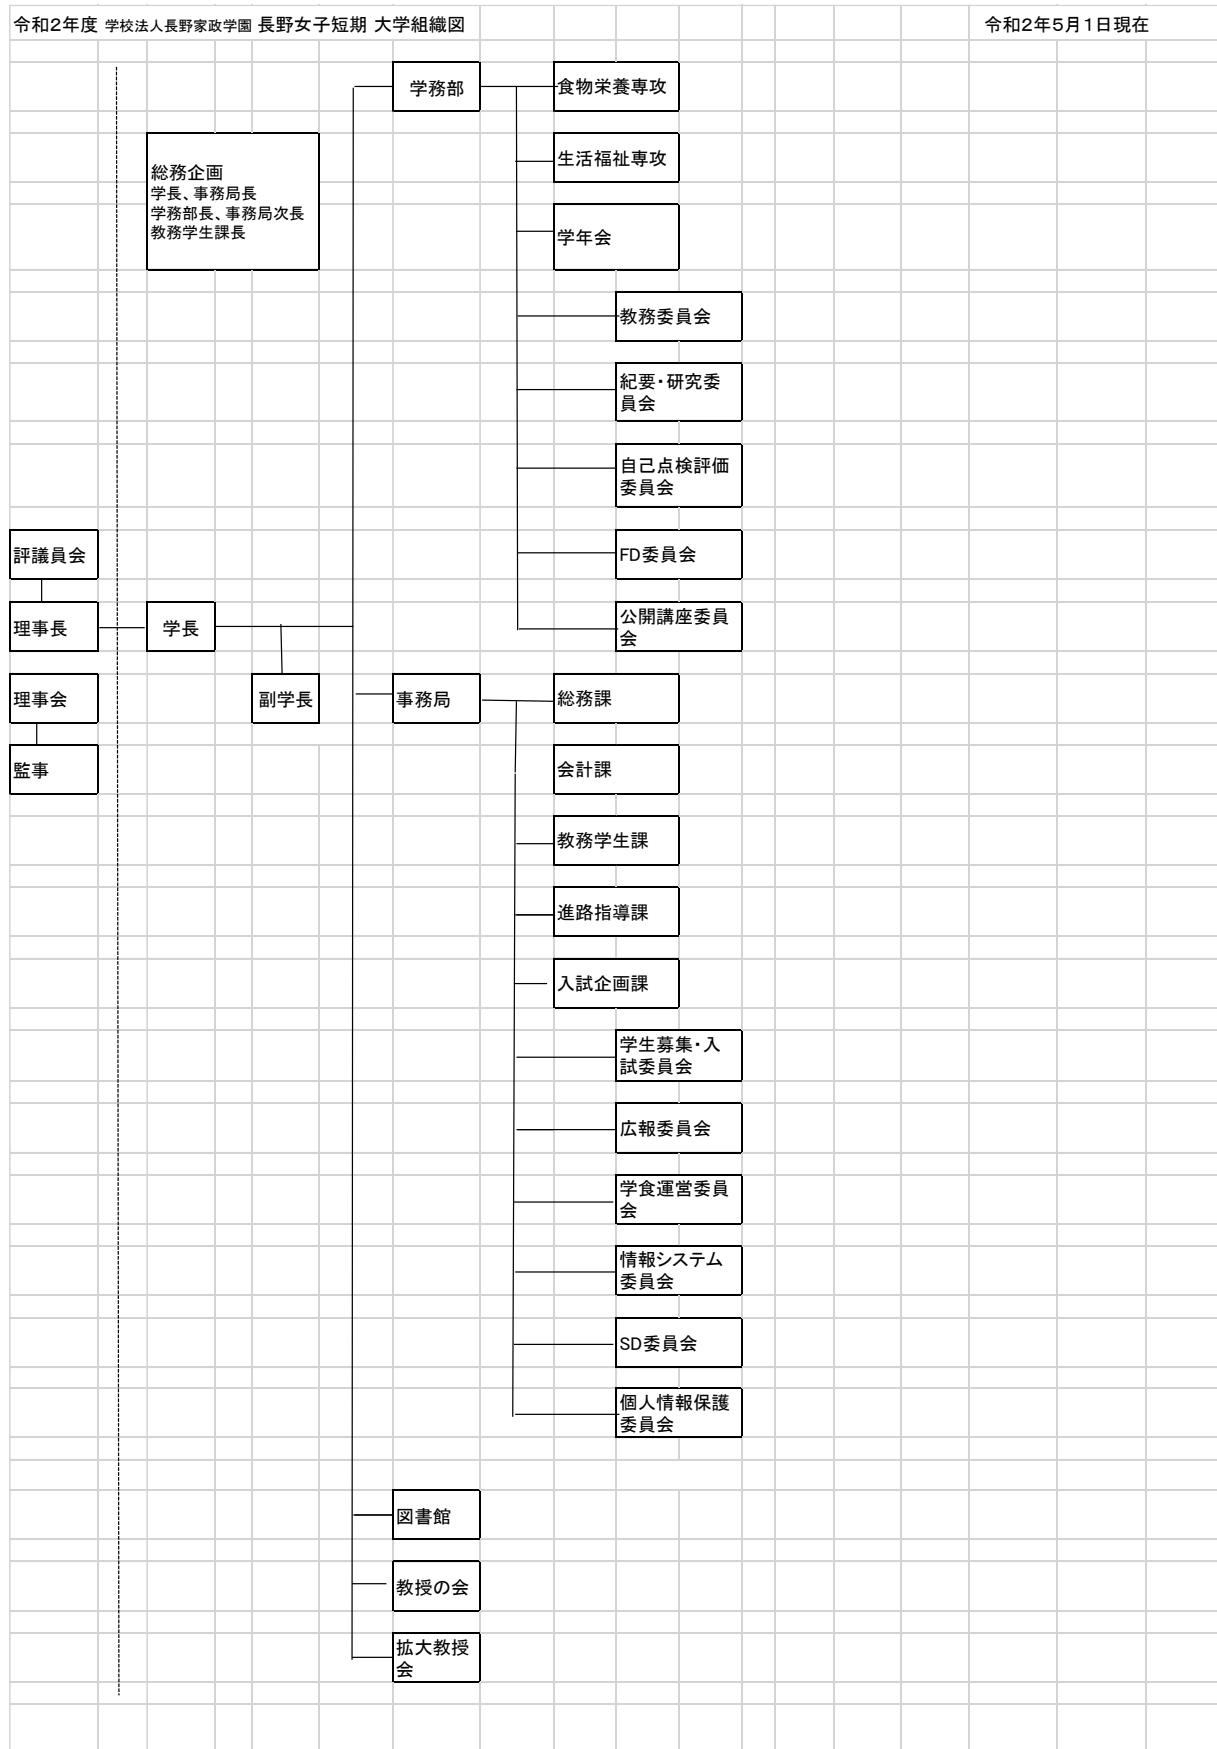 令和2年度 学校法人長野家政学園 長野女子短期 大学組織図
令和2年5月1日現在
学務部
食物栄養専攻
生活福祉専攻
総務企画
学長、事務局長
学務部長、事務局次長
教務学生課長
学年会
教務委員会
紀要・研究委
員会
自己点検評価
委員会
評議員会
FD委員会
理事長
学長
公開講座委員
会
理事会
副学長
事務局
総務課
監事
会計課
教務学生課
進路指導課
入試企画課
学生募集・入
試委員会
広報委員会
学食運営委員
会
情報システム
委員会
SD委員会
個人情報保護
委員会
図書館
教授の会
拡大教授
会